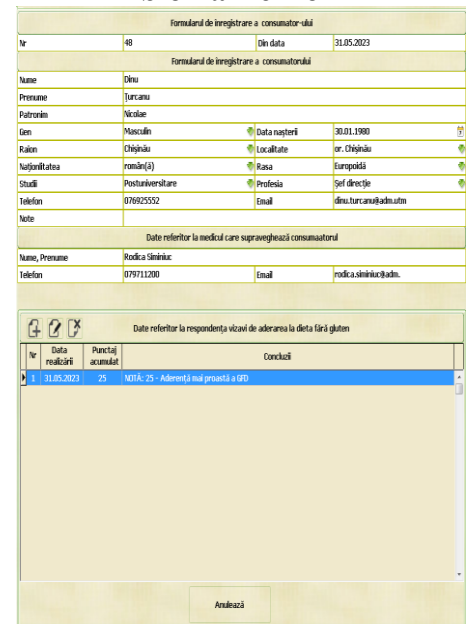 Formularul de inregistrare a consumator-ului
Nr 48 Din data 31.05.2023
Formularul de inregistrare a consumatorului
Nume Dinu
Prenume Țurcanu
Patronim Nicolae
Gen Masculin Data nașterii 30.01.1980
Raion Chișinău Localitate or. Chișinău
Naționlitatea român(ă) Rasa Europoidă
Studii Postuniversitare Profesia Șef direcție
Telefon 076925552 Email dinu.turcanu@adm.utm
Note
Date referitor la medicul care supraveghează consumaatorul
Nume, Prenume Rodica Siminiuc
Telefon 079711200 Email rodica.siminiuc@adm.
Date referitor la respondența vizavi de aderarea la dieta fără gluten
Nr Data realizării Punctaj acumulat Concluzii
1 31.05.2023 25 NOTĂ: 25 - Aderență mai proastă a GFD
Anulează